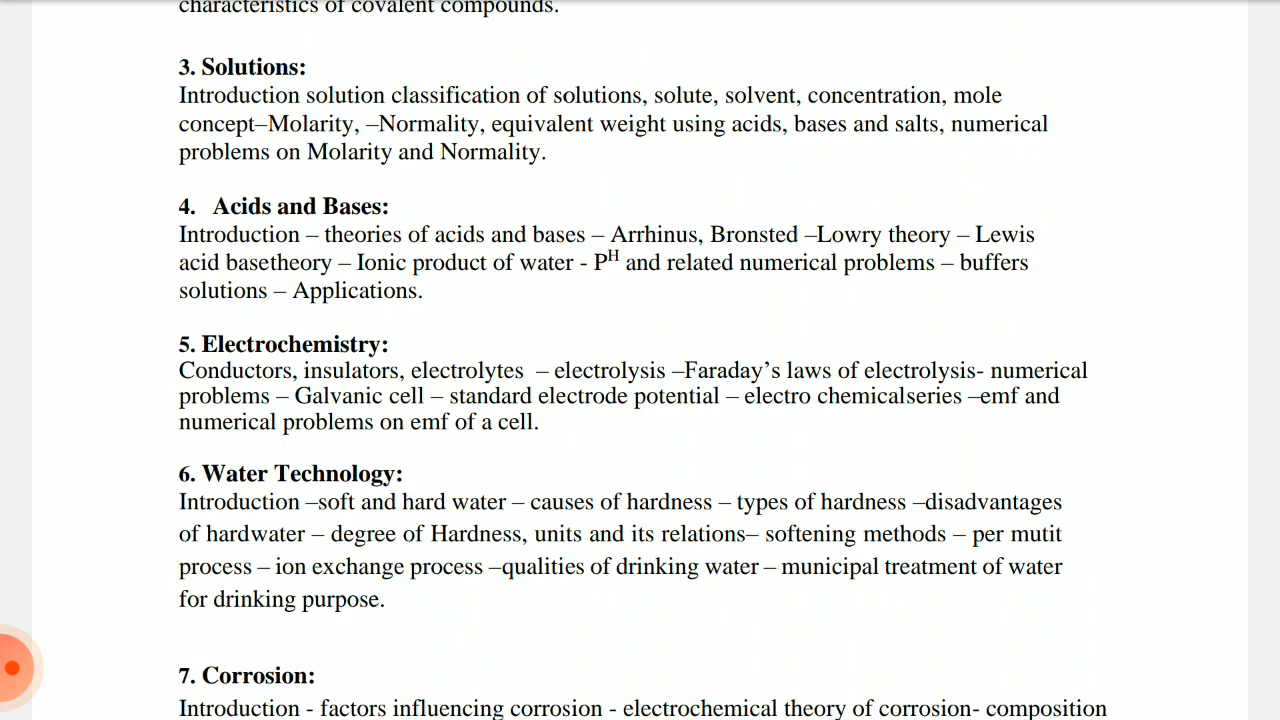 characteristics of covalent compounds.
3. Solutions:
Introduction solution classification of solutions, solute, solvent, concentration, mole
concept–Molarity, –Normality, equivalent weight using acids, bases and salts, numerical
problems on Molarity and Normality.
4. Acids and Bases:
Introduction – theories of acids and bases – Arrhinus, Bronsted –Lowry theory – Lewis
acid basetheory – Ionic product of water - Pᴴ and related numerical problems – buffers
solutions – Applications.
5. Electrochemistry:
Conductors, insulators, electrolytes – electrolysis –Faraday’s laws of electrolysis- numerical
problems – Galvanic cell – standard electrode potential – electro chemicalseries –emf and
numerical problems on emf of a cell.
6. Water Technology:
Introduction –soft and hard water – causes of hardness – types of hardness –disadvantages
of hardwater – degree of Hardness, units and its relations– softening methods – per mutit
process – ion exchange process –qualities of drinking water – municipal treatment of water
for drinking purpose.
7. Corrosion:
Introduction - factors influencing corrosion - electrochemical theory of corrosion- composition